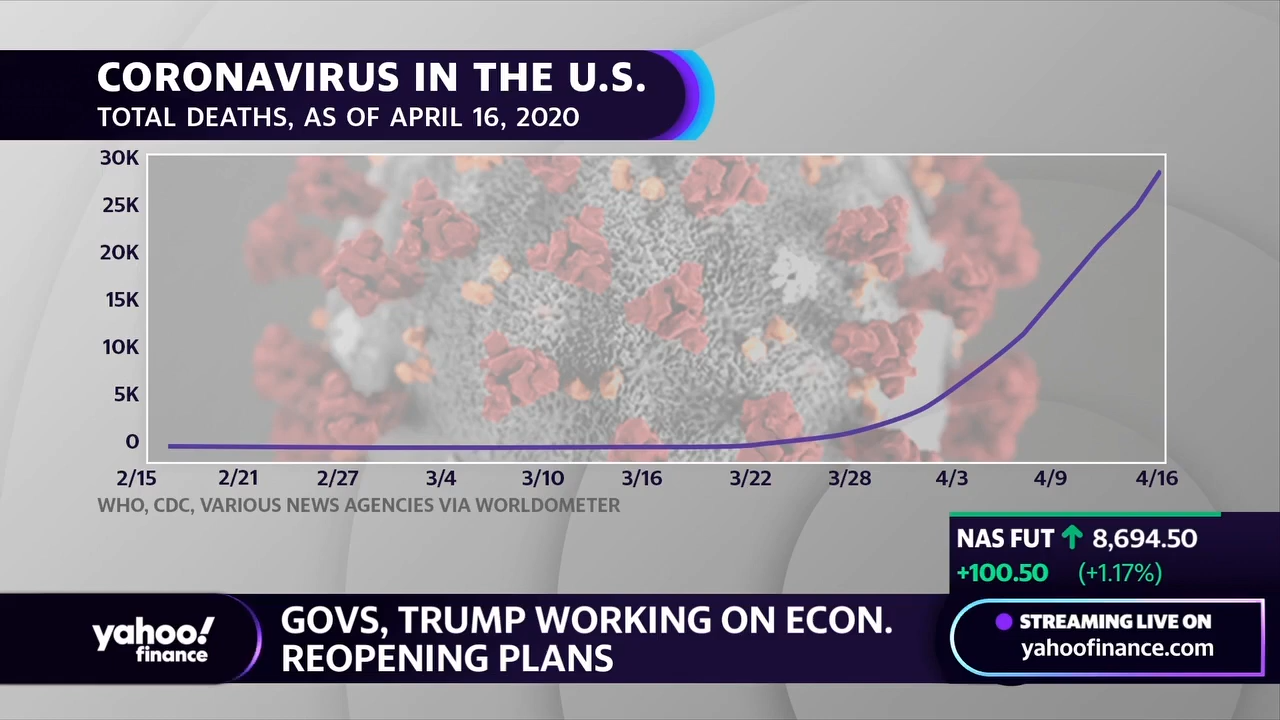 CORONAVIRUS IN THE U.S.
TOTAL DEATHS, AS OF APRIL 16, 2020
30K
25K
20K
15K
10K
5K
0
2/15 2/21 2/27 3/4 3/10 3/16 3/22 3/28 4/3 4/9 4/16
WHO, CDC, VARIOUS NEWS AGENCIES VIA WORLDOMETER
NAS FUT 8,694.50
+100.50 (+1.17%)
yahoo!
finance
GOVS, TRUMP WORKING ON ECON.
REOPENING PLANS
STREAMING LIVE ON
yahoofinance.com